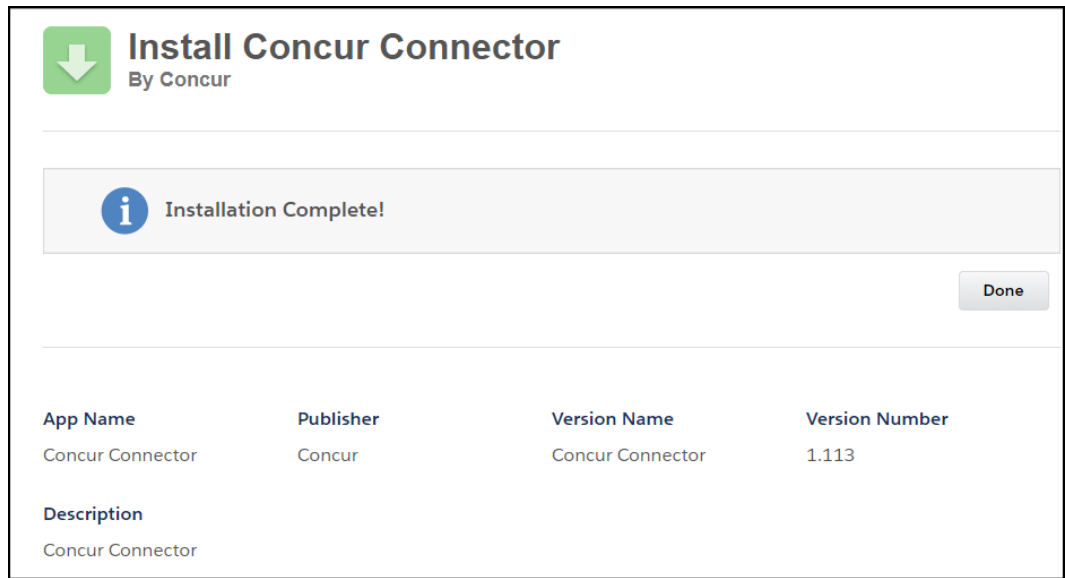 Install Concur Connector
By Concur
Installation Complete!
Done
App Name Publisher Version Name Version Number
Concur Connector Concur Concur Connector 1.113
Description
Concur Connector